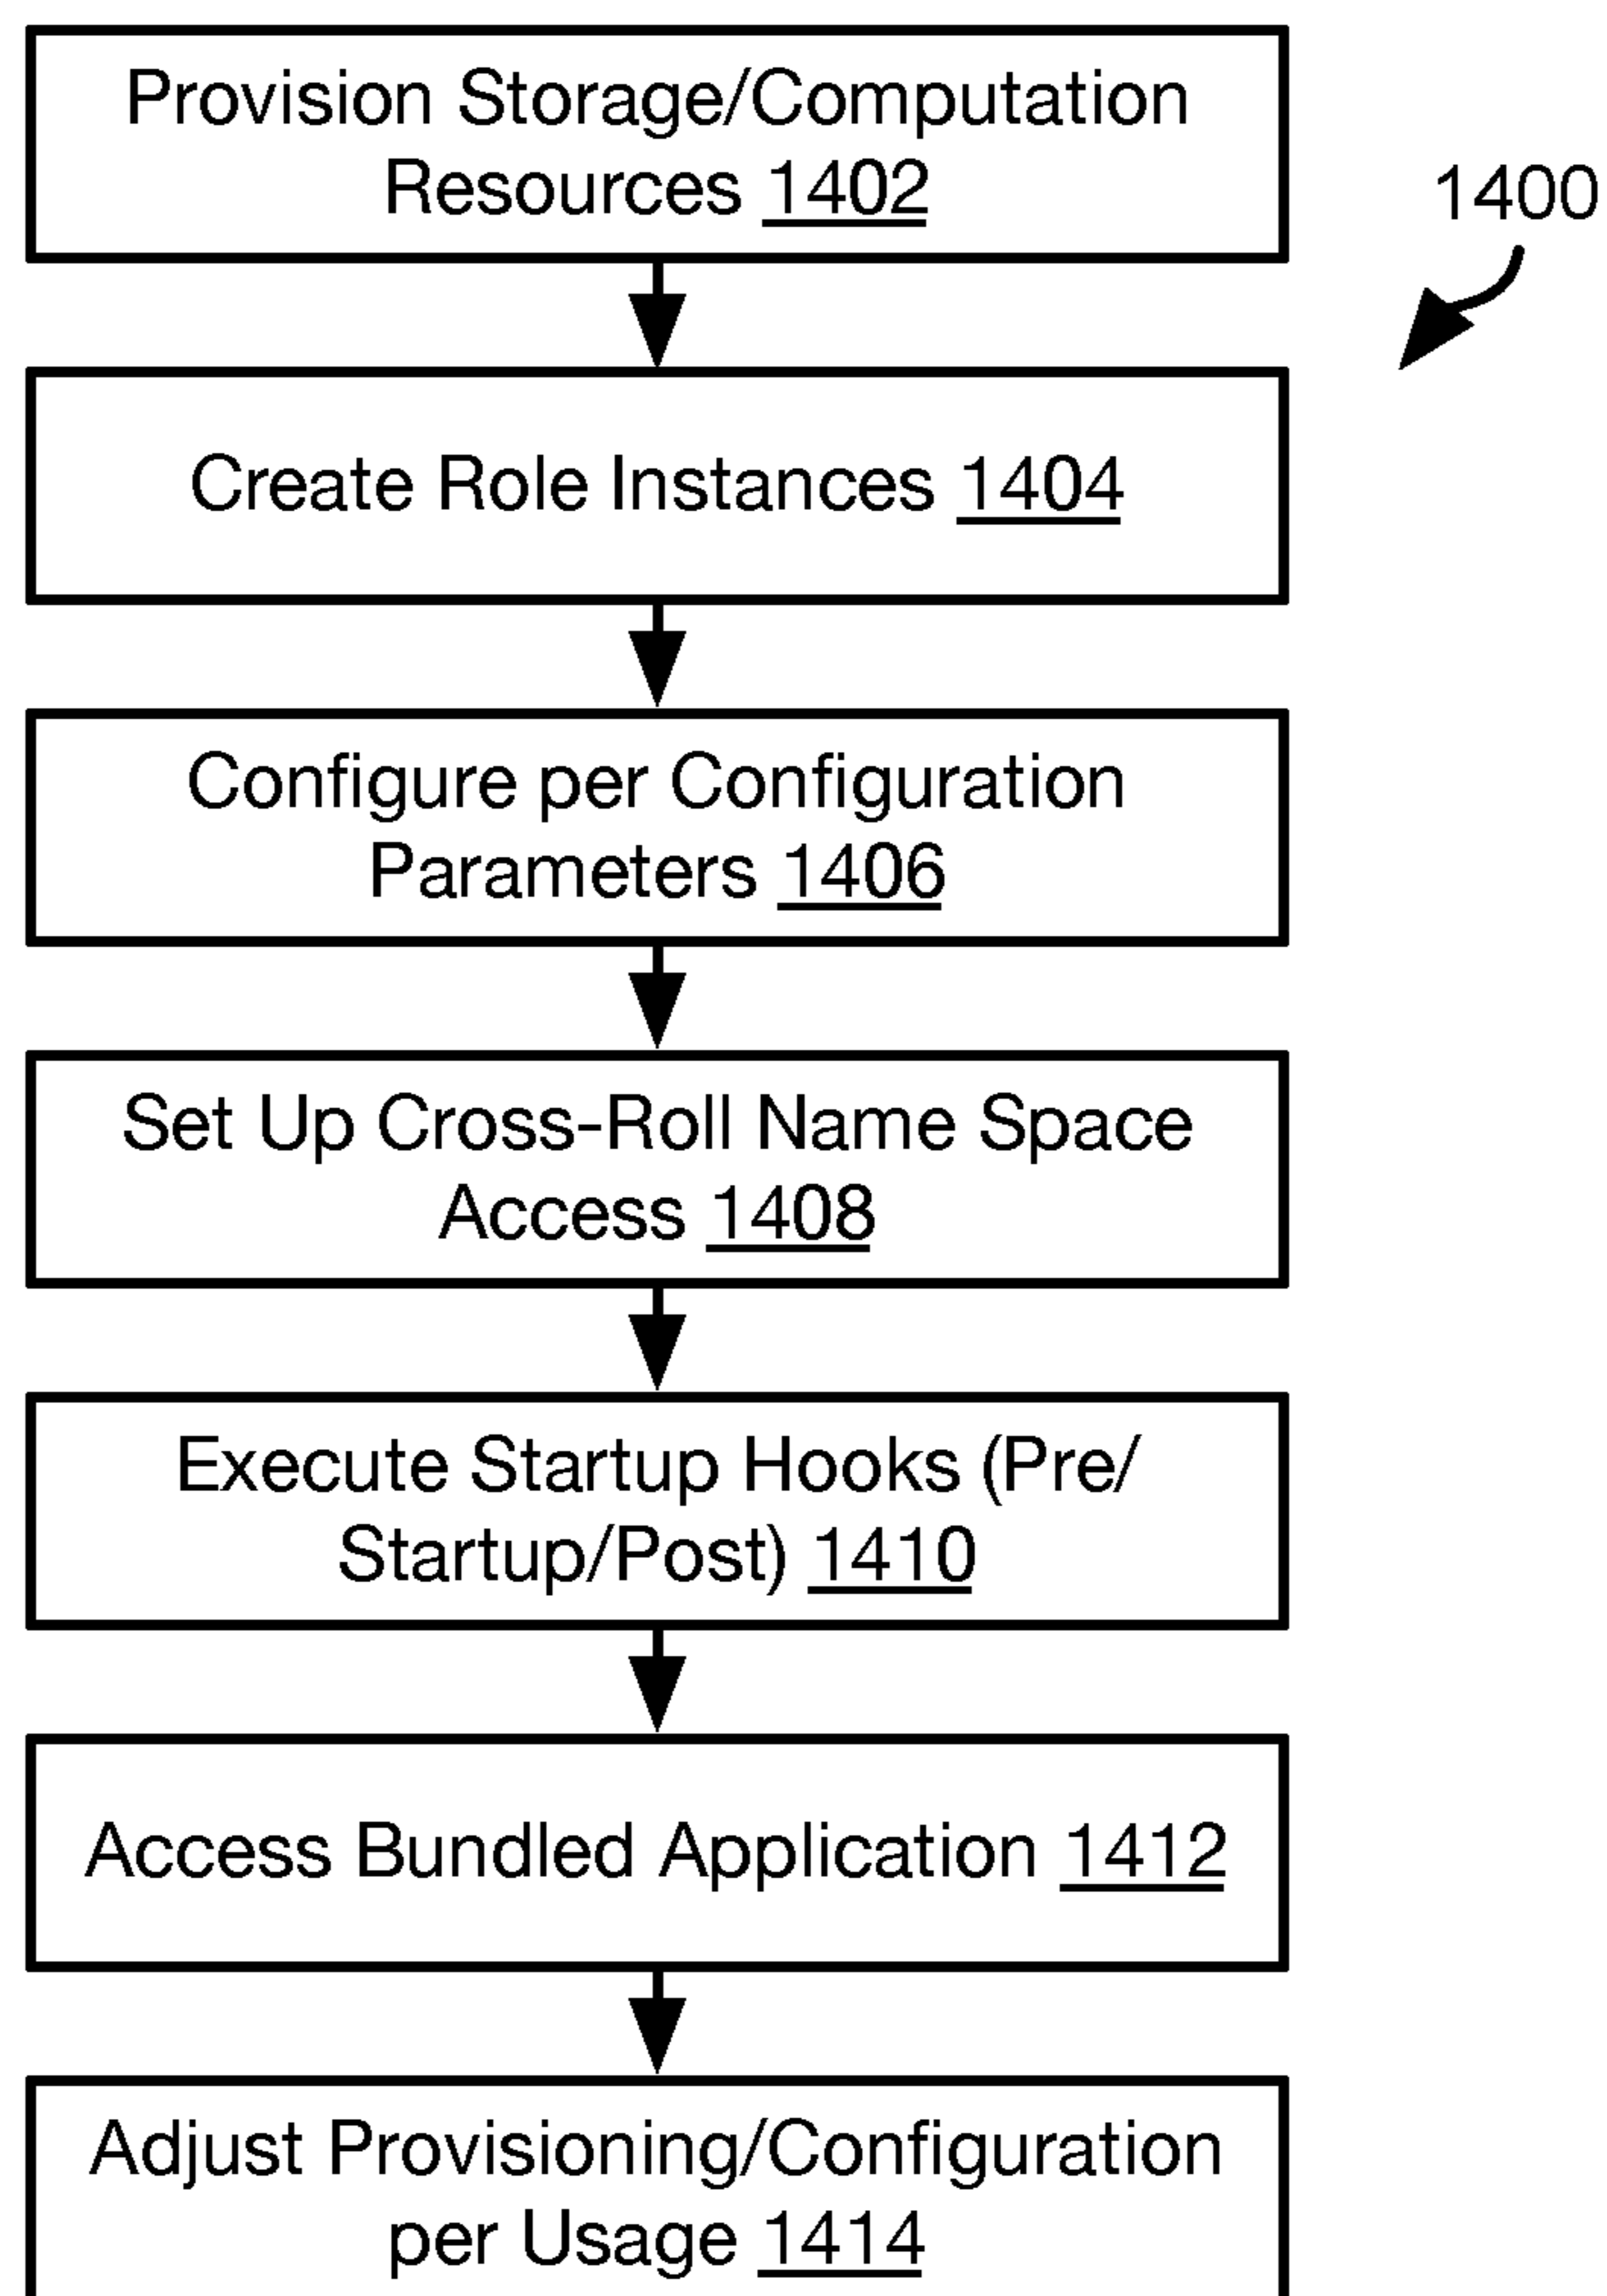 Provision Storage/Computation
Resources 1402
1400
Create Role Instances 1404
Configure per Configuration
Parameters 1406
Set Up Cross-Roll Name Space
Access 1408
Execute Startup Hooks (Pre/
Startup/Post) 1410
Access Bundled Application 1412
Adjust Provisioning/Configuration
per Usage 1414